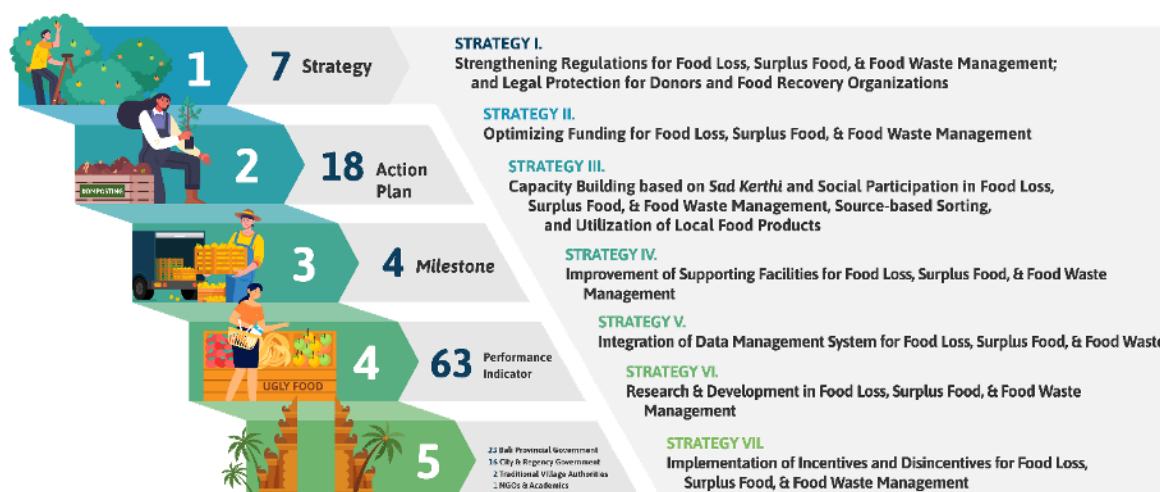 1
7 Strategy
2
18 Action
Plan
COMPOSTING
3
4 Milestone
4
63 Performance
Indicator
UGLY FOOD
5
23 Bali Provincial Government
16 City & Regency Government
2 Traditional Village Authorities
1 NGOs & Academics
STRATEGY I.
Strengthening Regulations for Food Loss, Surplus Food, & Food Waste Management;
and Legal Protection for Donors and Food Recovery Organizations
STRATEGY II.
Optimizing Funding for Food Loss, Surplus Food, & Food Waste Management
STRATEGY III.
Capacity Building based on Sad Kerthi and Social Participation in Food Loss,
Surplus Food, & Food Waste Management, Source-based Sorting,
and Utilization of Local Food Products
STRATEGY IV.
Improvement of Supporting Facilities for Food Loss, Surplus Food, & Food Waste
Management
STRATEGY V.
Integration of Data Management System for Food Loss, Surplus Food, & Food Waste
STRATEGY VI.
Research & Development in Food Loss, Surplus Food, & Food Waste
Management
STRATEGY VII.
Implementation of Incentives and Disincentives for Food Loss,
Surplus Food, & Food Waste Management